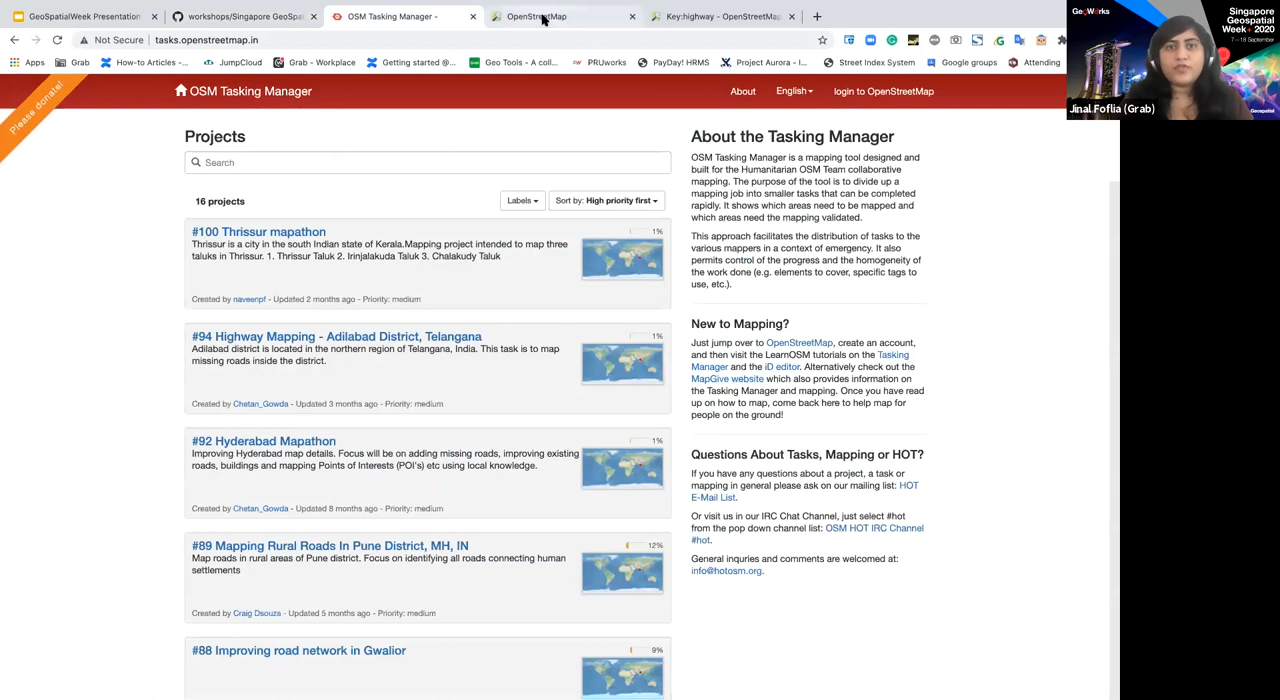 GeoSpatialWeek Presentation
workshops/Singapore GeoSpat
OSM Tasking Manager -
OpenStreetMap
Key:highway - OpenStreetMap
Not Secure | tasks.openstreetmap.in
Apps Grab How-to Articles -... JumpCloud Grab - Workplace Getting started @... Geo Tools - A coll... PRUworks PayDay! HRMS Project Aurora - I... Street Index System Google groups Attending
GeoWorks
Singapore
Geospatial
Week+ 2020
7—18 September
Geospatial
Jinal Foflia (Grab)
Please donate!
OSM Tasking Manager
About English login to OpenStreetMap
Projects
Search
16 projects
Labels Sort by: High priority first
#100 Thrissur mapathon
1%
Thrissur is a city in the south Indian state of Kerala.Mapping project intended to map three
taluks in Thrissur. 1. Thrissur Taluk 2. Irinjalakuda Taluk 3. Chalakudy Taluk
Created by naveenpf - Updated 2 months ago - Priority: medium
#94 Highway Mapping - Adilabad District, Telangana
1%
Adilabad district is located in the northern region of Telangana, India. This task is to map
missing roads inside the district.
Created by Chetan_Gowda - Updated 3 months ago - Priority: medium
#92 Hyderabad Mapathon
1%
Improving Hyderabad map details. Focus will be on adding missing roads, improving existing
roads, buildings and mapping Points of Interests (POI's) etc using local knowledge.
Created by Chetan_Gowda - Updated 8 months ago - Priority: medium
#89 Mapping Rural Roads In Pune District, MH, IN
12%
Map roads in rural areas of Pune district. Focus on identifying all roads connecting human
settlements
Created by Craig Dsouza - Updated 5 months ago - Priority: medium
#88 Improving road network in Gwalior
9%
About the Tasking Manager
OSM Tasking Manager is a mapping tool designed and
built for the Humanitarian OSM Team collaborative
mapping. The purpose of the tool is to divide up a
mapping job into smaller tasks that can be completed
rapidly. It shows which areas need to be mapped and
which areas need the mapping validated.
This approach facilitates the distribution of tasks to the
various mappers in a context of emergency. It also
permits control of the progress and the homogeneity of
the work done (e.g. elements to cover, specific tags to
use, etc.).
New to Mapping?
Just jump over to OpenStreetMap, create an account,
and then visit the LearnOSM tutorials on the Tasking
Manager and the iD editor. Alternatively check out the
MapGive website which also provides information on
the Tasking Manager and mapping. Once you have read
up on how to map, come back here to help map for
people on the ground!
Questions About Tasks, Mapping or HOT?
If you have any questions about a project, a task or
mapping in general please ask on our mailing list: HOT
E-Mail List.
Or visit us in our IRC Chat Channel, just select #hot
from the pop down channel list: OSM HOT IRC Channel
#hot.
General inquries and comments are welcomed at:
info@hotosm.org.